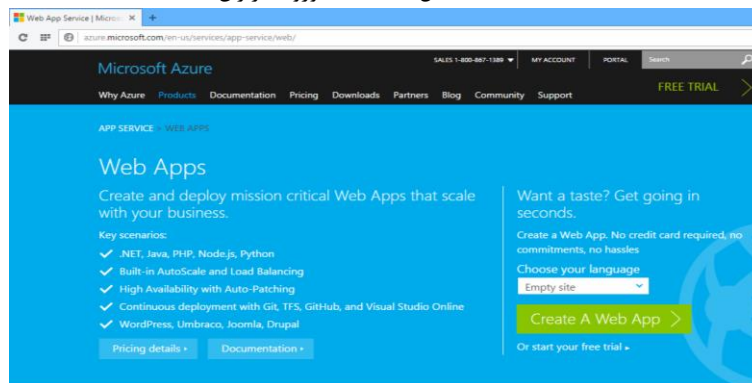 Web App Service | Micros
azure.microsoft.com/en-us/services/app-service/web/
Microsoft Azure
SALES 1-800-867-1389
MY ACCOUNT
PORTAL
Search
Why Azure Products Documentation Pricing Downloads Partners Blog Community Support
FREE TRIAL
APP SERVICE > WEB APPS
Web Apps
Create and deploy mission critical Web Apps that scale
with your business.
Key scenarios:
.NET, Java, PHP, Node.js, Python
Built-in AutoScale and Load Balancing
High Availability with Auto-Patching
Continuous deployment with Git, TFS, GitHub, and Visual Studio Online
WordPress, Umbraco, Joomla, Drupal
Pricing details
Documentation
Want a taste? Get going in
seconds.
Create a Web App. No credit card required, no
commitments, no hassles
Choose your language
Empty site
Create A Web App
Or start your free trial